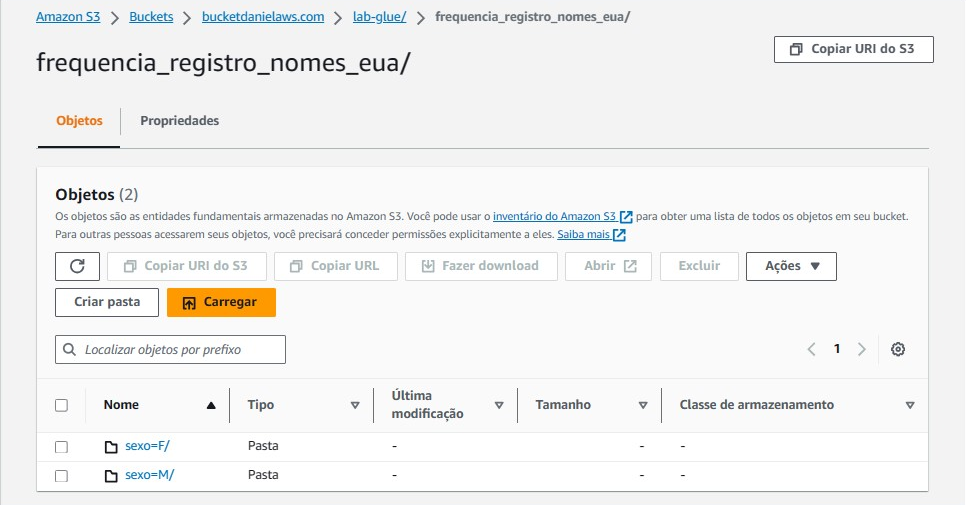 Amazon S3 > Buckets > bucketdanielaws.com > lab-glue/ > frequencia_registro_nomes_eua/
frequencia_registro_nomes_eua/
Copiar URI do S3
Objetos Propriedades
Objetos (2)
Os objetos são as entidades fundamentais armazenadas no Amazon S3. Você pode usar o inventário do Amazon S3 para obter uma lista de todos os objetos em seu bucket.
Para outras pessoas acessarem seus objetos, você precisará conceder permissões explicitamente a eles. Saiba mais
Copiar URI do S3 Copiar URL Fazer download Abrir Excluir Ações
Criar pasta Carregar
Localizar objetos por prefixo 1
Nome Tipo Última modificação Tamanho Classe de armazenamento
sexo=F/ Pasta - - -
sexo=M/ Pasta - - -